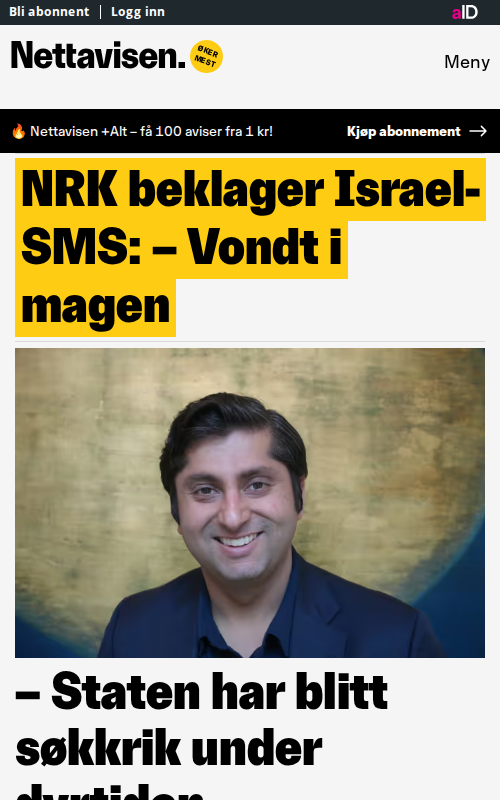 Bli abonnent | Logg inn
aID
Nettavisen.
ØKER MEST
Meny
Nettavisen +Alt – få 100 aviser fra 1 kr!
Kjøp abonnement →
NRK beklager Israel-
SMS: – Vondt i
magen
– Staten har blitt
søkkrik under
dyrtiden